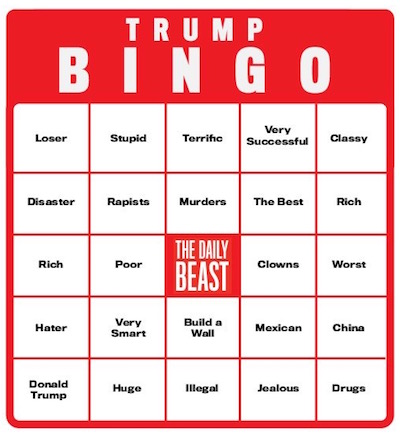 TRUMP
BINGO
Loser
Stupid
Terrific
Very
Successful
Classy
Disaster
Rapists
Murders
The Best
Rich
Rich
Poor
THE DAILY
BEAST
Clowns
Worst
Hater
Very
Smart
Build a
Wall
Mexican
China
Donald
Trump
Huge
Illegal
Jealous
Drugs